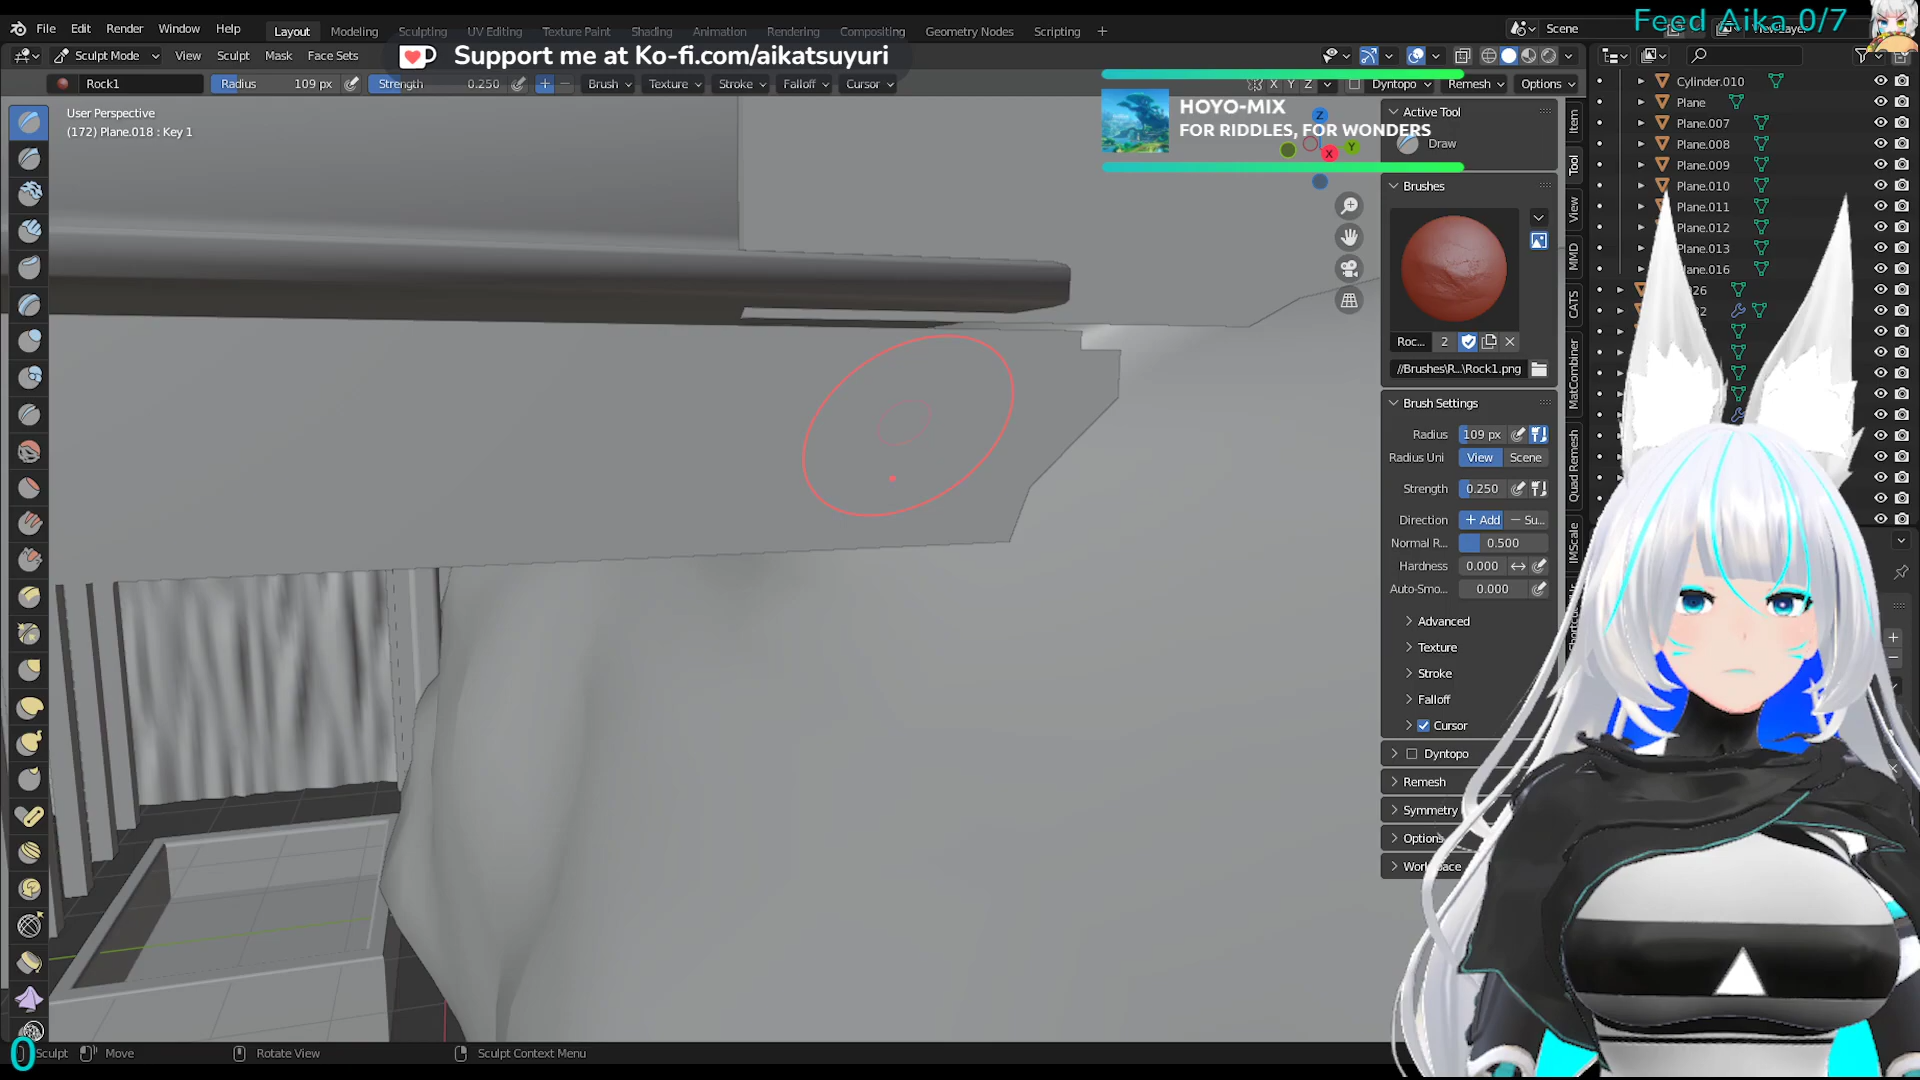 File Edit Render Window Help Layout Modeling Sculpting UV Editing Texture Paint Shading Animation Rendering Compositing Geometry Nodes Scripting + Scene
Feed Aika 0/7
Sculpt Mode View Sculpt Mask Face Sets
Support me at Ko-fi.com/aikatsuyuri
Rock1 Radius 109 px Strength 0.250 Brush Texture Stroke Falloff Cursor X Y Z Dyntopo Remesh Options
User Perspective
(172) Plane.018 : Key 1
HOYO-MIX
FOR RIDDLES, FOR WONDERS
Z
X
Y
Active Tool
Draw
Brushes
Roc... 2
//Brushes\R...\Rock1.png
Brush Settings
Radius 109 px
Radius Uni View Scene
Strength 0.250
Direction + Add − Su...
Normal R... 0.500
Hardness 0.000
Auto-Smo... 0.000
Advanced
Texture
Stroke
Falloff
Cursor
Dyntopo
Remesh
Symmetry
Options
Item
Tool
View
MMD
CATS
MatCombiner
Quad Remesh
IMScale
Cylinder.010
Plane
Plane.007
Plane.008
Plane.009
Plane.010
Plane.011
Plane.012
Plane.013
0
Sculpt Move Rotate View Sculpt Context Menu